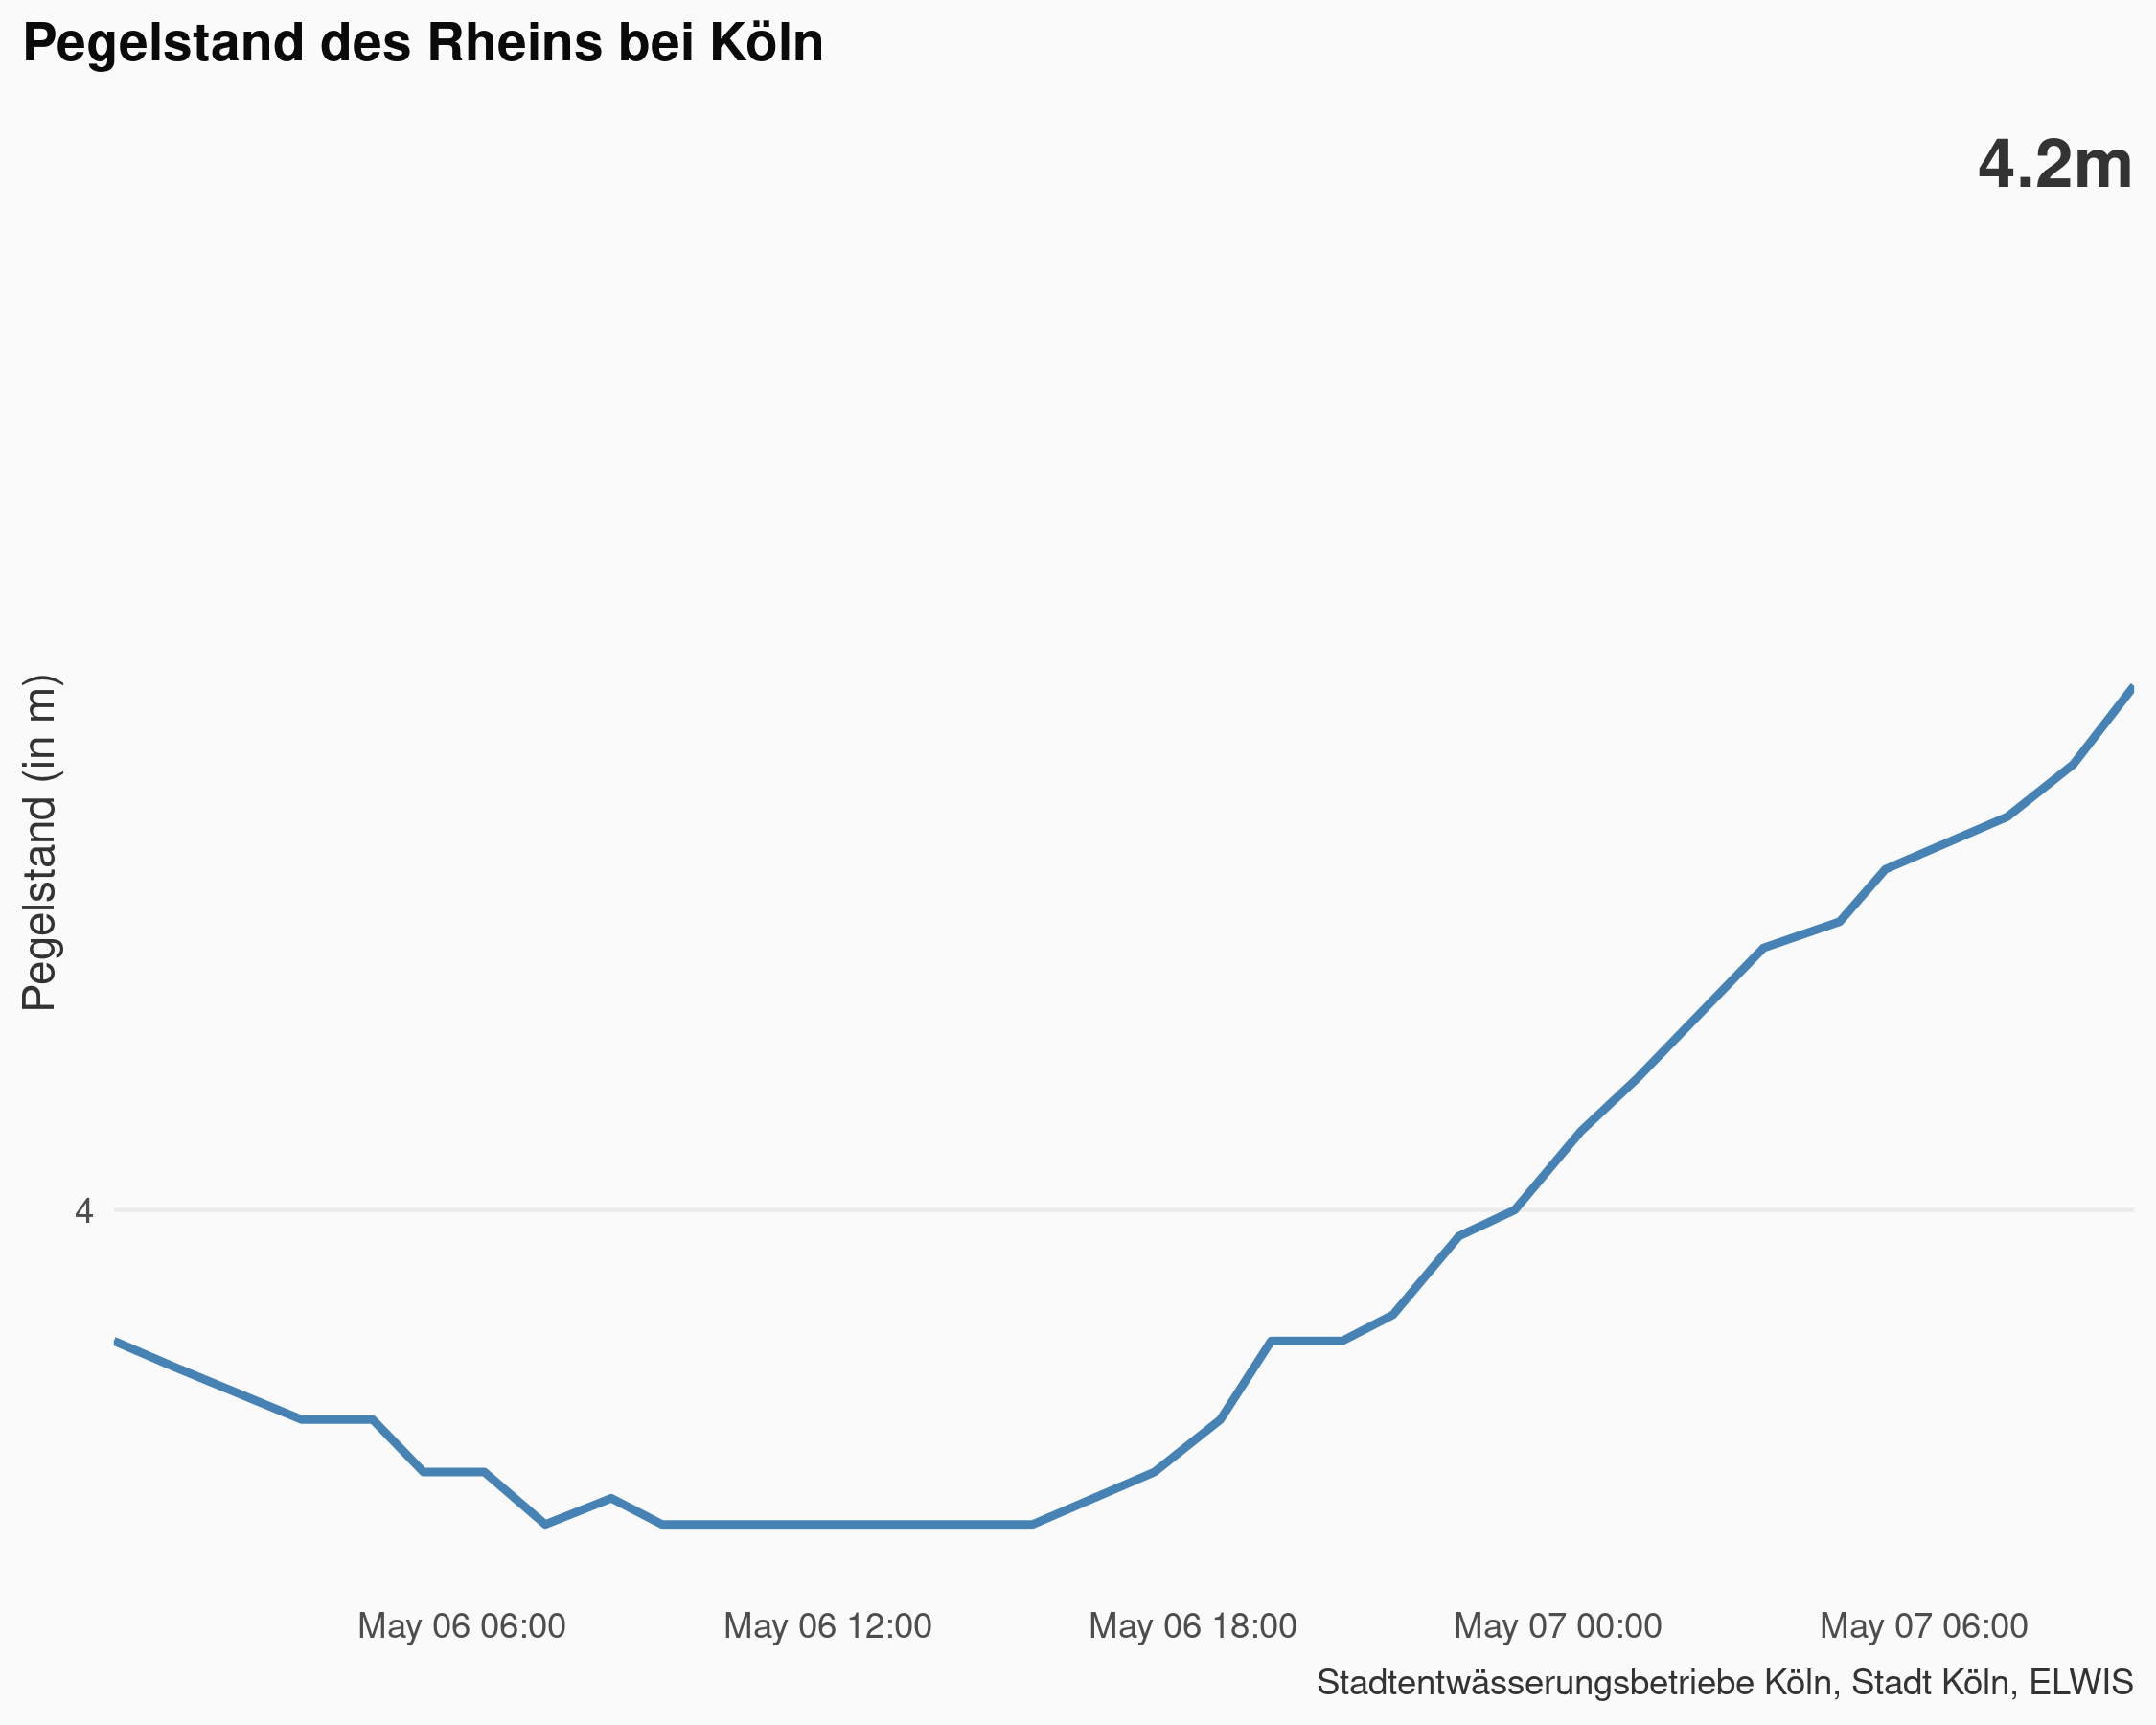 Pegelstand des Rheins bei Köln
4.2m
Pegelstand (in m)
4
May 06 06:00
May 06 12:00
May 06 18:00
May 07 00:00
May 07 06:00
Stadtentwässerungsbetriebe Köln, Stadt Köln, ELWIS